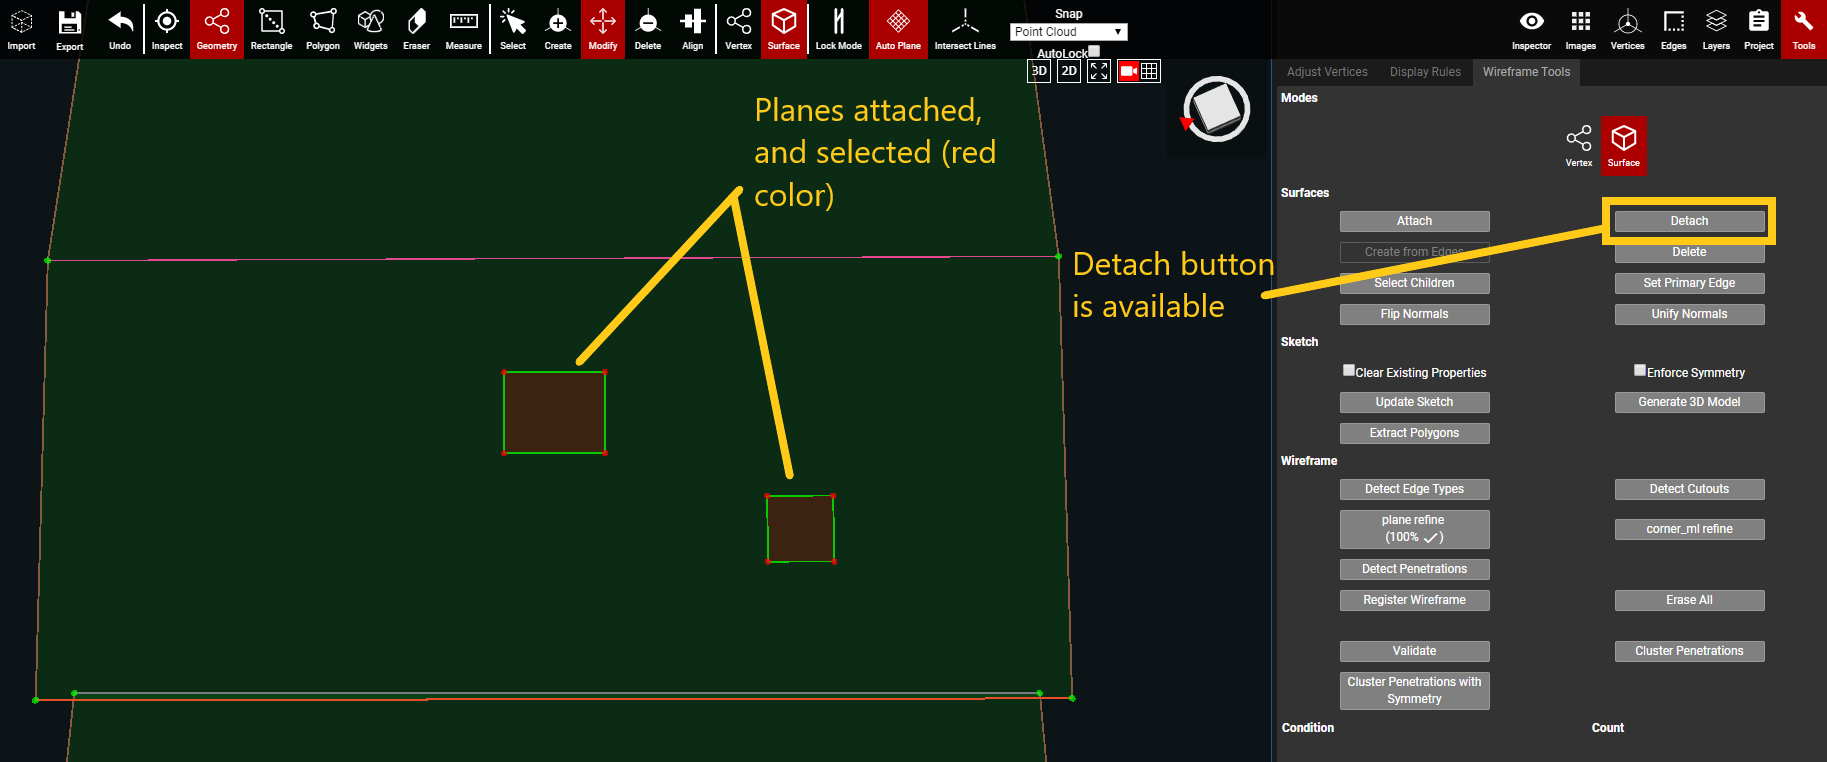 Import
Export
Undo
Inspect
Geometry
Rectangle
Polygon
Widgets
Eraser
Measure
Select
Create
Modify
Delete
Align
Vertex
Surface
Lock Mode
Auto Plane
Intersect Lines
Snap
Point Cloud
AutoLock
3D
2D
Inspector
Images
Vertices
Edges
Layers
Project
Tools
Planes attached,
and selected (red
color)
Detach button
is available
Adjust Vertices
Display Rules
Wireframe Tools
Modes
Vertex
Surface
Surfaces
Attach
Detach
Create from Edges
Delete
Select Children
Set Primary Edge
Flip Normals
Unify Normals
Sketch
Clear Existing Properties
Enforce Symmetry
Update Sketch
Generate 3D Model
Extract Polygons
Wireframe
Detect Edge Types
Detect Cutouts
plane refine
(100% ✓)
corner_ml refine
Detect Penetrations
Register Wireframe
Erase All
Validate
Cluster Penetrations
Cluster Penetrations with
Symmetry
Condition
Count